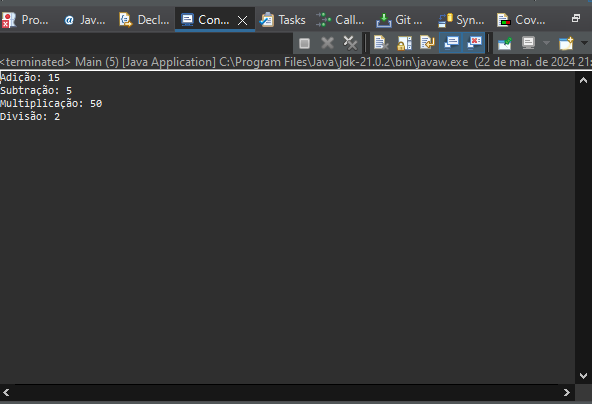 Pro... @ Jav... Decl... Con... Tasks Call... Git ... Syn... Cov...
<terminated> Main (5) [Java Application] C:\Program Files\Java\jdk-21.0.2\bin\javaw.exe (22 de mai. de 2024 21:
Adição: 15
Subtração: 5
Multiplicação: 50
Divisão: 2